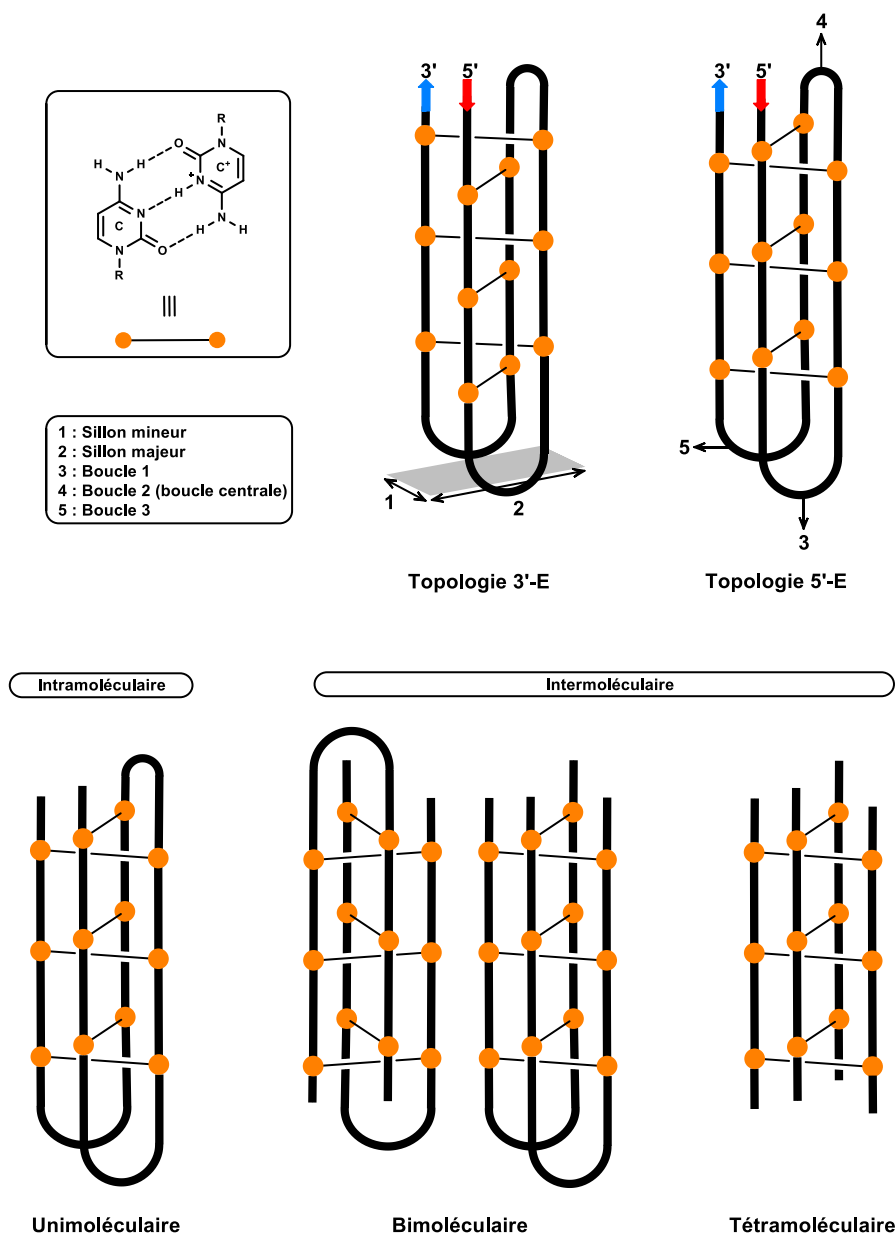 4
3'
5'
3'
5'
R
O
N
H
H
C+
N
H
N+
C
N
H
N
H
N
O
R
1 : Sillon mineur
2 : Sillon majeur
3 : Boucle 1
4 : Boucle 2 (boucle centrale)
5 : Boucle 3
5
1
2
3
Topologie 3'-E
Topologie 5'-E
Intramoléculaire
Intermoléculaire
Unimoléculaire
Bimoléculaire
Tétramoléculaire